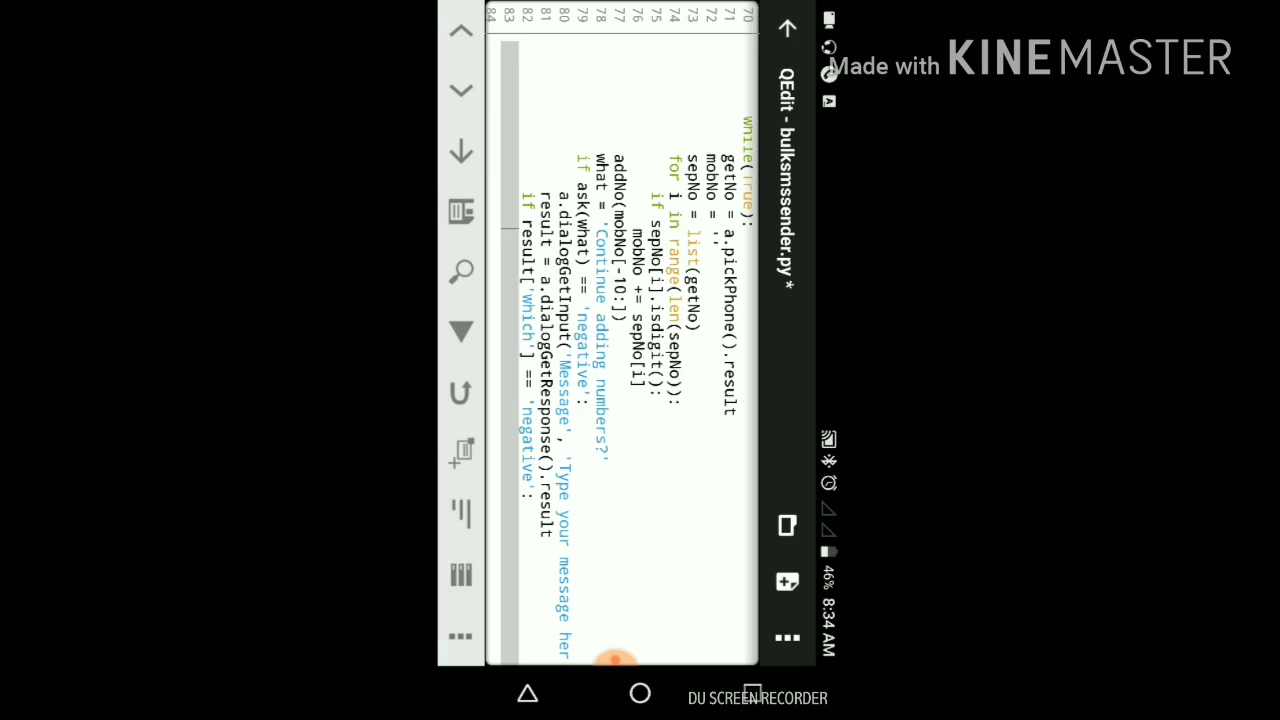 Made with KINEMASTER
46% 8:34 AM
QEdit - bulksmssender.py *
70 while(True):
71 getNo = a.pickPhone().result
72 mobNo = ''
73 sepNo = list(getNo)
74 for i in range(len(sepNo)):
75 if sepNo[i].isdigit():
76 mobNo += sepNo[i]
77 addNo(mobNo[-10:])
78 what = 'Continue adding numbers?'
79 if ask(what) == 'negative':
80 a.dialogGetInput('Message', 'Type your message her
81 result = a.dialogGetResponse().result
82 if result['which'] == 'negative':
83
84
DU SCREEN RECORDER